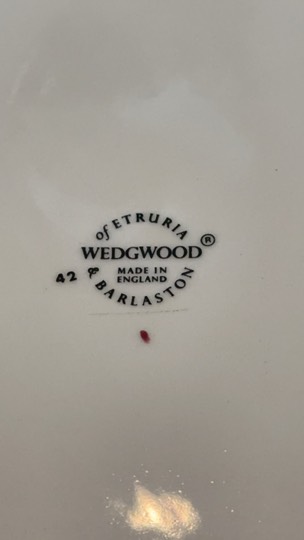 of ETRURIA
WEDGWOOD®
MADE IN
ENGLAND
42
& BARLASTON